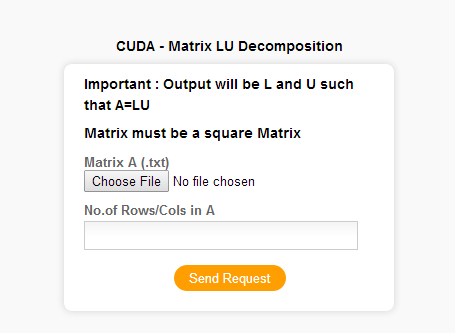 CUDA - Matrix LU Decomposition
Important : Output will be L and U such
that A=LU
Matrix must be a square Matrix
Matrix A (.txt)
Choose File No file chosen
No.of Rows/Cols in A
Send Request